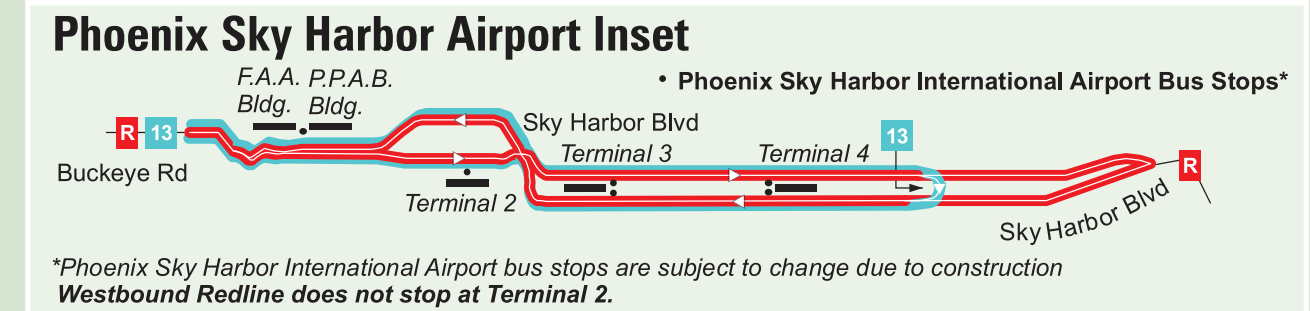 Phoenix Sky Harbor Airport Inset
F.A.A. P.P.A.B.
Bldg. Bldg.
• Phoenix Sky Harbor International Airport Bus Stops*
R 13
Sky Harbor Blvd
13
Terminal 3
Terminal 4
Buckeye Rd
R
Terminal 2
Sky Harbor Blvd
*Phoenix Sky Harbor International Airport bus stops are subject to change due to construction
Westbound Redline does not stop at Terminal 2.